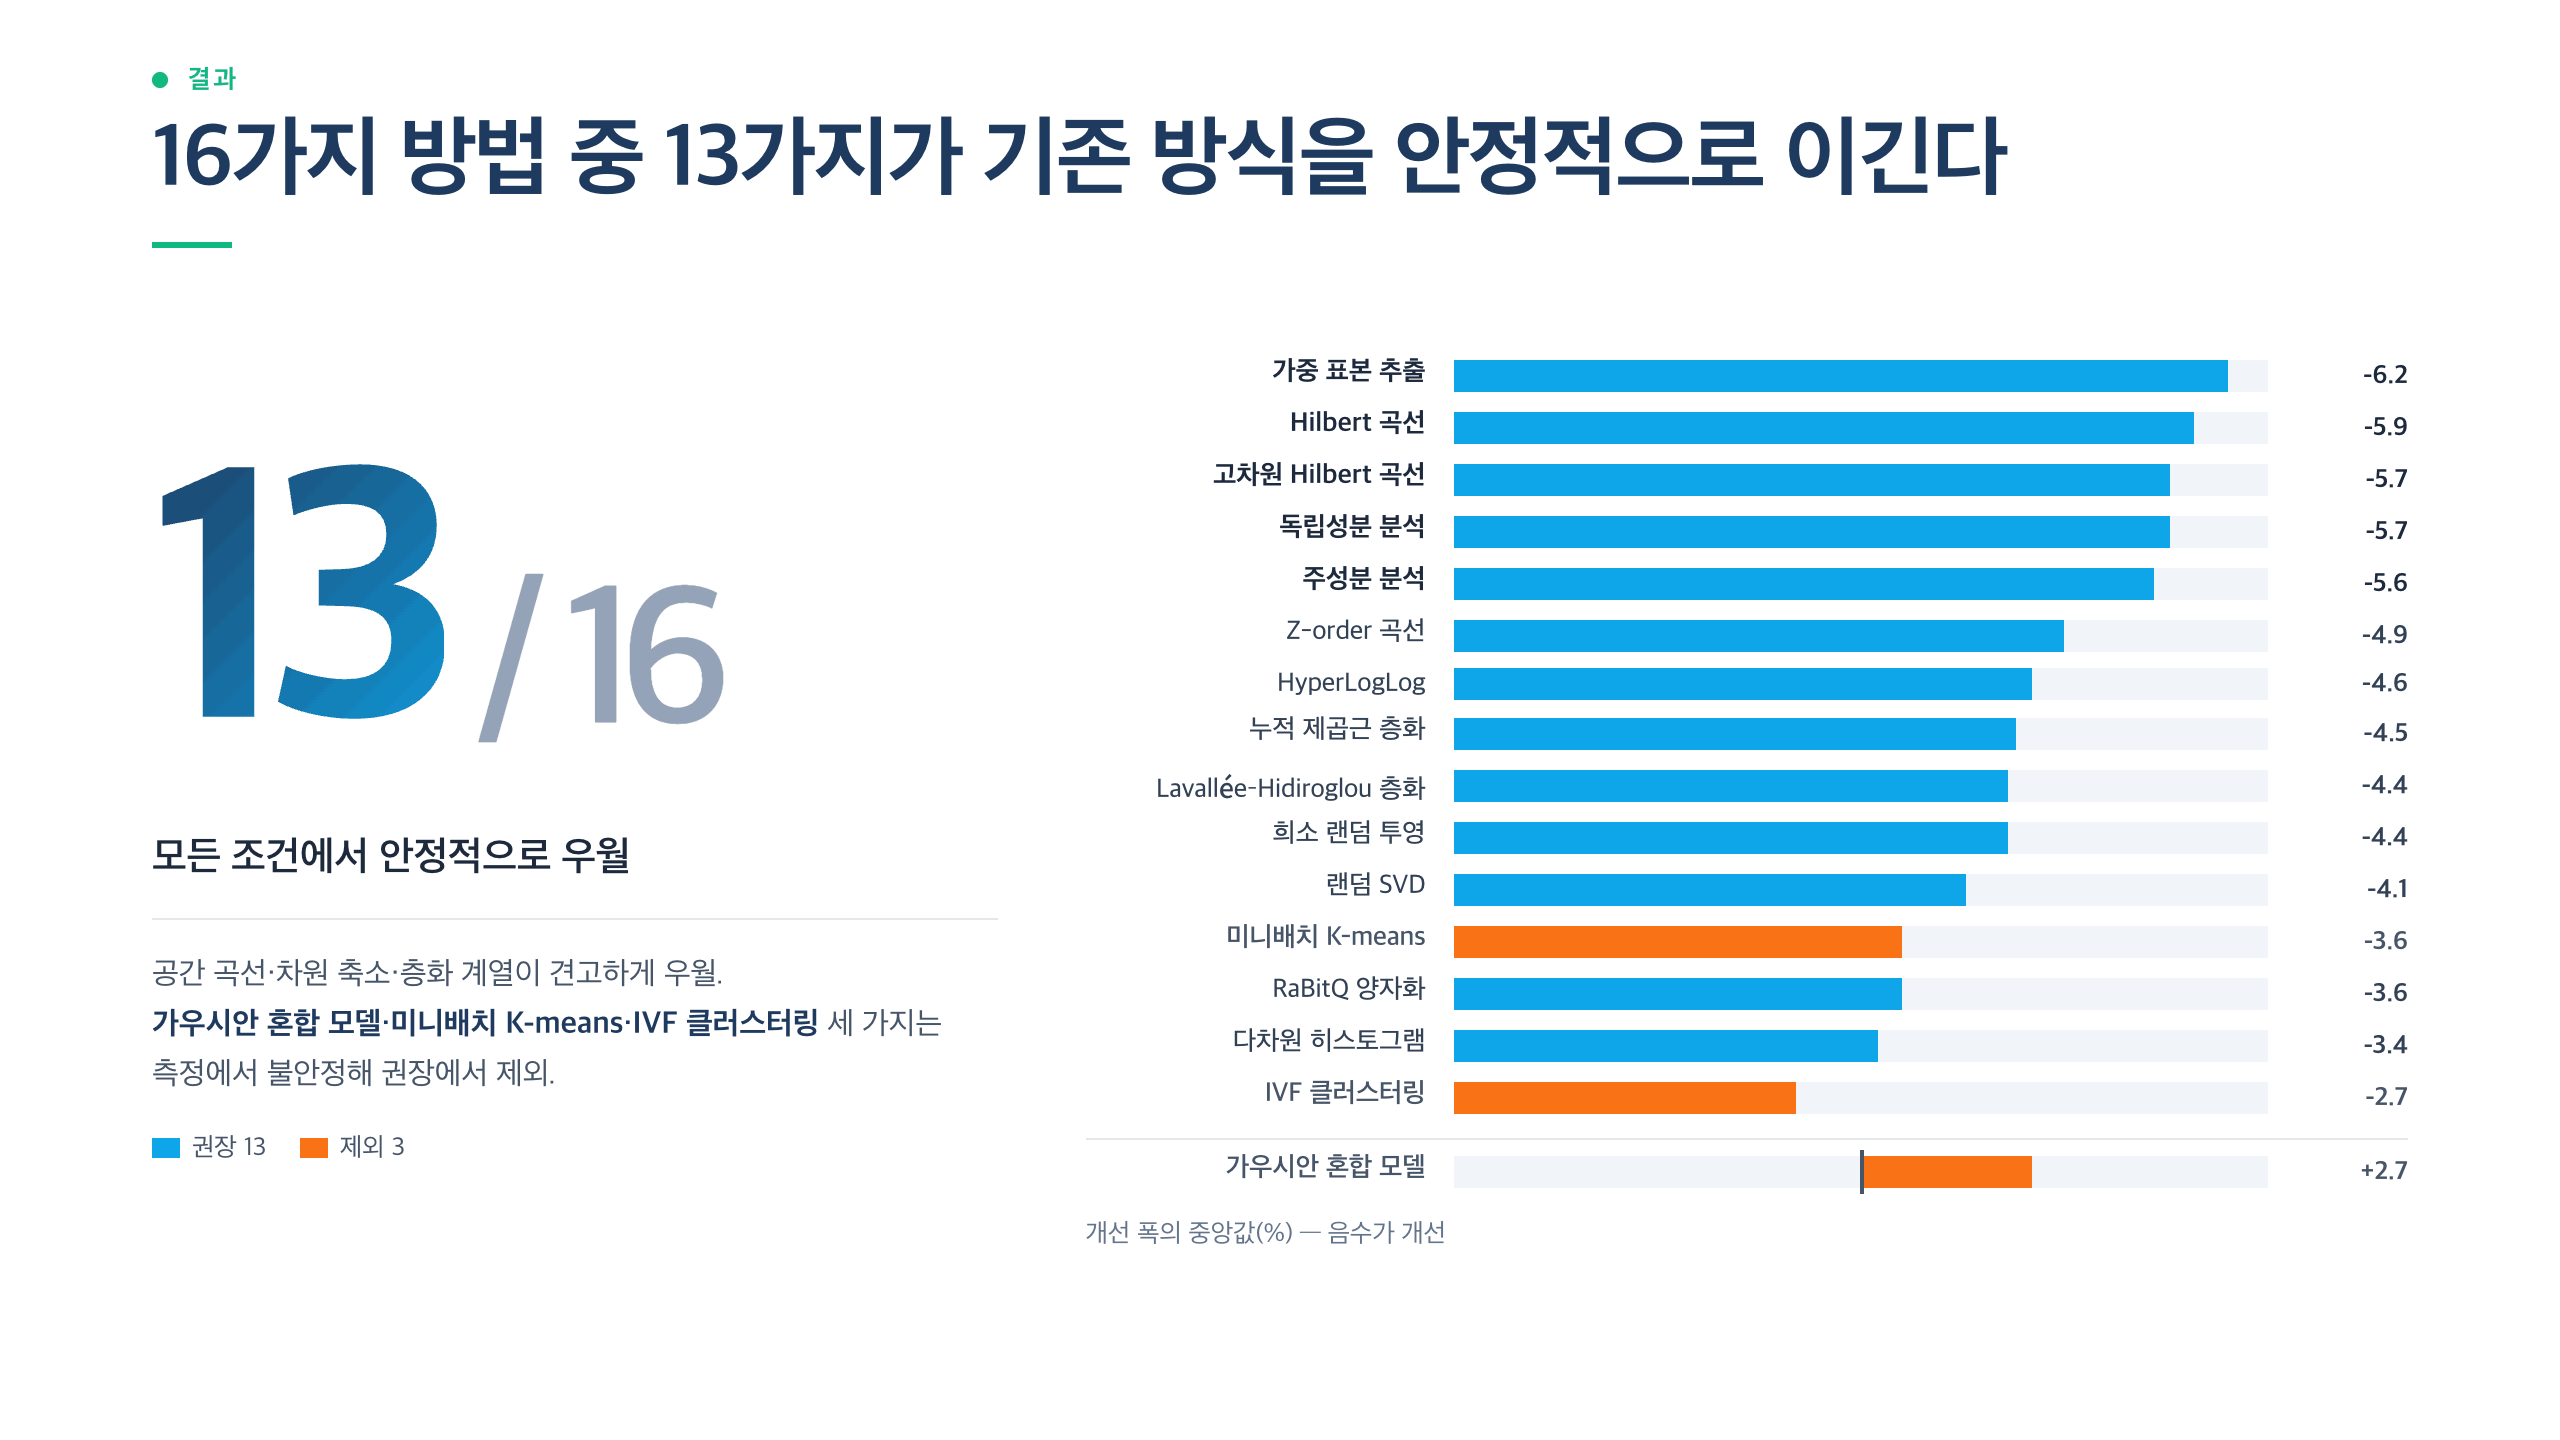 결과
16가지 방법 중 13가지가 기존 방식을 안정적으로 이긴다
13 / 16
모든 조건에서 안정적으로 우월
공간 곡선·차원 축소·층화 계열이 견고하게 우월.
가우시안 혼합 모델·미니배치 K-means·IVF 클러스터링 세 가지는
측정에서 불안정해 권장에서 제외.
권장 13 제외 3
가중 표본 추출 -6.2
Hilbert 곡선 -5.9
고차원 Hilbert 곡선 -5.7
독립성분 분석 -5.7
주성분 분석 -5.6
Z-order 곡선 -4.9
HyperLogLog -4.6
누적 제곱근 층화 -4.5
Lavallée-Hidiroglou 층화 -4.4
희소 랜덤 투영 -4.4
랜덤 SVD -4.1
미니배치 K-means -3.6
RaBitQ 양자화 -3.6
다차원 히스토그램 -3.4
IVF 클러스터링 -2.7
가우시안 혼합 모델 +2.7
개선 폭의 중앙값(%) — 음수가 개선